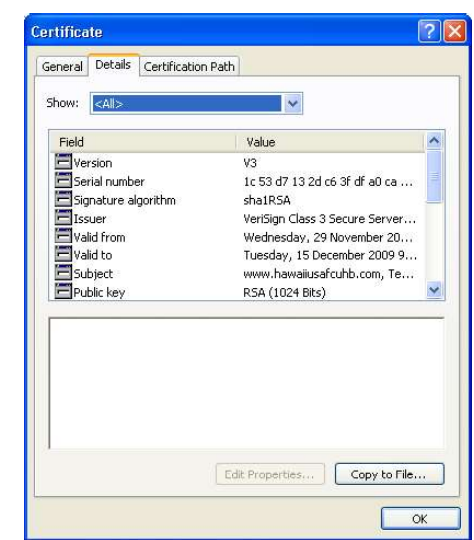 Certificate
General Details Certification Path
Show: <All>
Field Value
Version V3
Serial number 1c 53 d7 13 2d c6 3f df a0 ca ...
Signature algorithm sha1RSA
Issuer VeriSign Class 3 Secure Server...
Valid from Wednesday, 29 November 20...
Valid to Tuesday, 15 December 2009 9...
Subject www.hawaiiusafcuhb.com, Te...
Public key RSA (1024 Bits)
Edit Properties... Copy to File...
OK